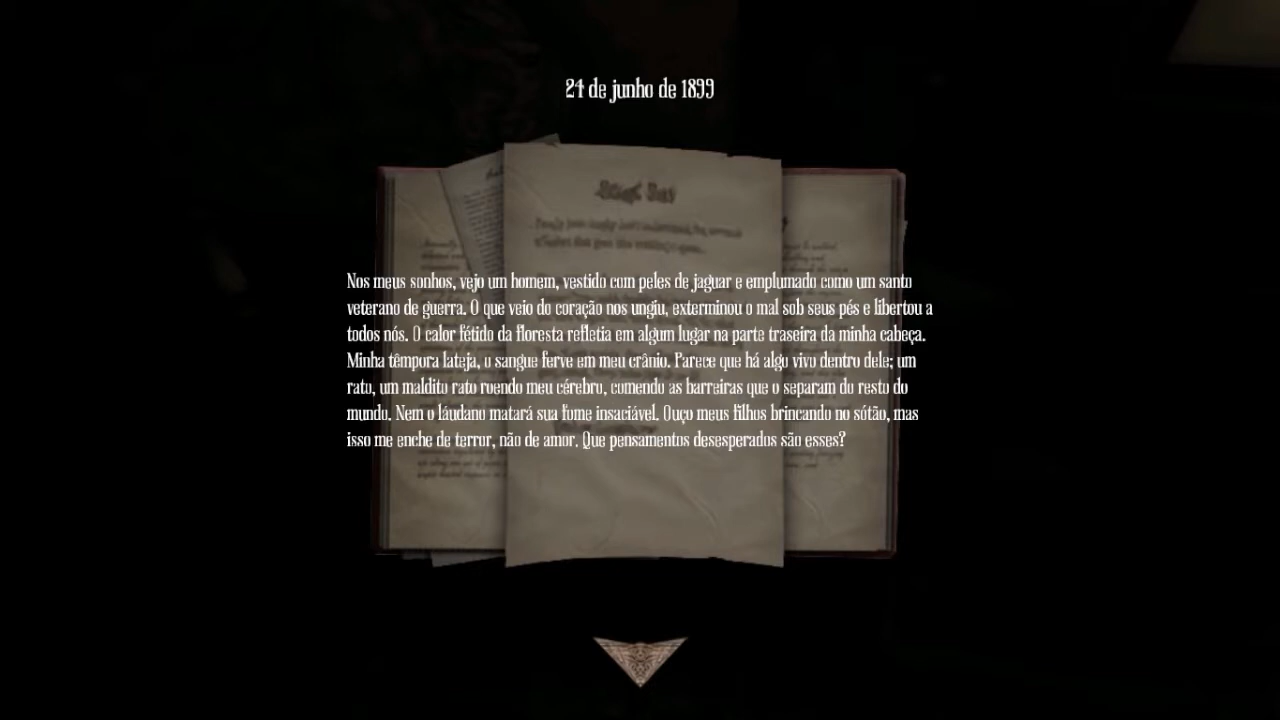 24 de junho de 1899
Nos meus sonhos, vejo um homem, vestido com peles de jaguar e emplumado como um santo
veterano de guerra. O que veio do coração nos ungiu, exterminou o mal sob seus pés e libertou a
todos nós. O calor fétido da floresta refletia em algum lugar na parte traseira da minha cabeça.
Minha têmpora lateja, o sangue ferve em meu crânio. Parece que há algo vivo dentro dele; um
rato, um maldito rato roendo meu cérebro, comendo as barreiras que o separam do resto do
mundo. Nem o láudano matará sua fome insaciável. Ouço meus filhos brincando no sótão, mas
isso me enche de terror, não de amor. Que pensamentos desesperados são esses?